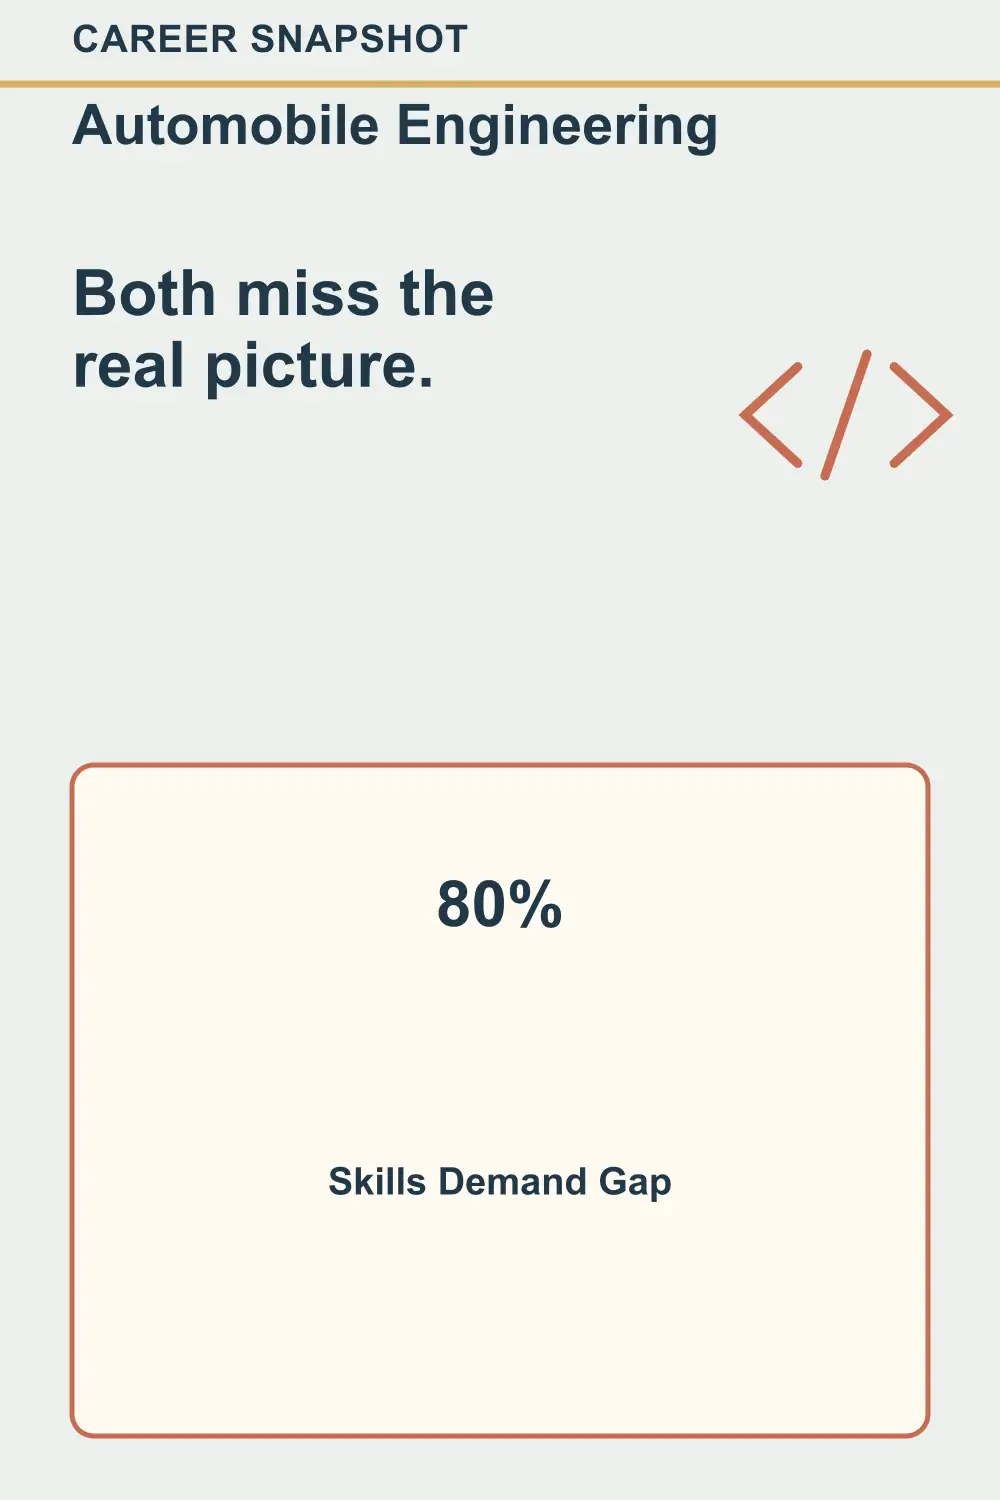 CAREER SNAPSHOT
Automobile Engineering
Both miss the
real picture.
</>
80%
Skills Demand Gap